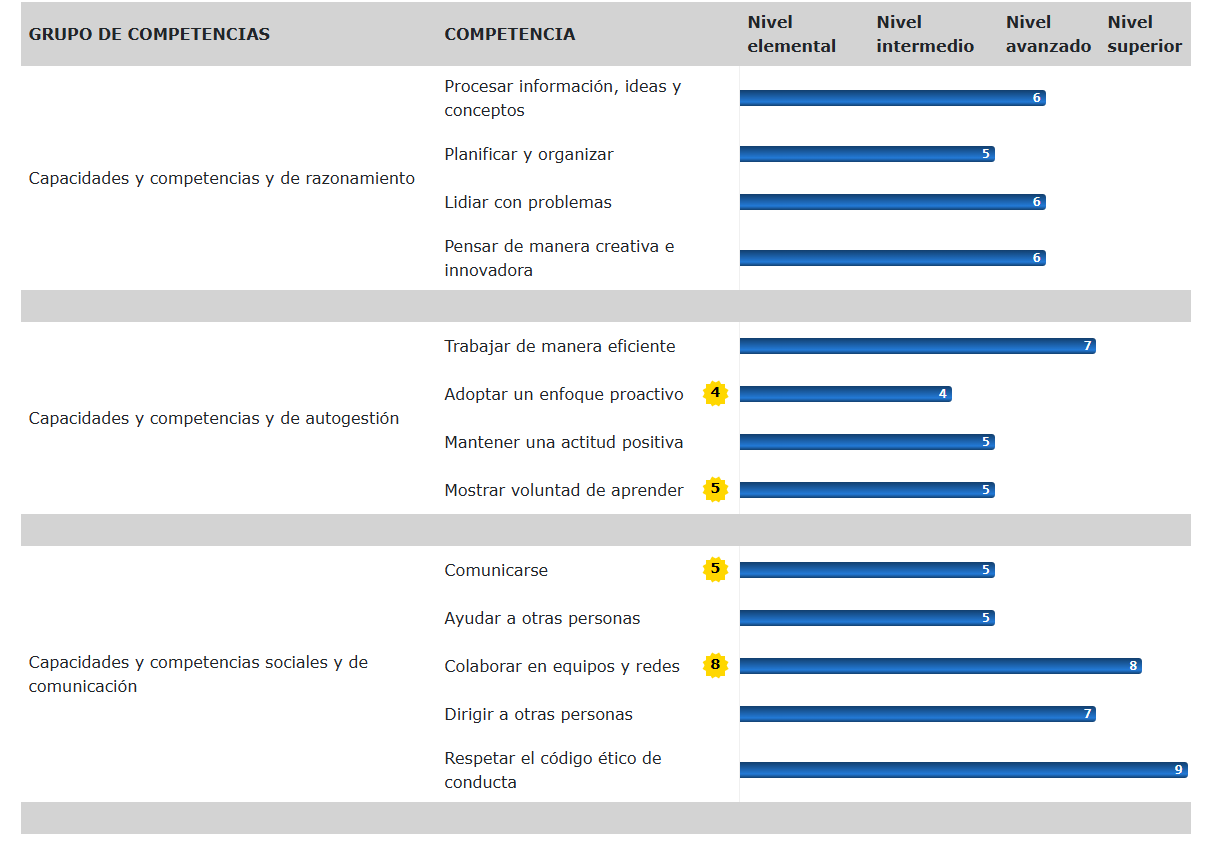 GRUPO DE COMPETENCIAS
COMPETENCIA
Nivel elemental
Nivel intermedio
Nivel avanzado
Nivel superior
Capacidades y competencias y de razonamiento
Procesar información, ideas y
conceptos
6
Planificar y organizar
5
Lidiar con problemas
6
Pensar de manera creativa e
innovadora
6
Capacidades y competencias y de autogestión
Trabajar de manera eficiente
7
Adoptar un enfoque proactivo
4
4
Mantener una actitud positiva
5
Mostrar voluntad de aprender
5
5
Capacidades y competencias sociales y de
comunicación
Comunicarse
5
5
Ayudar a otras personas
5
Colaborar en equipos y redes
8
8
Dirigir a otras personas
7
Respetar el código ético de
conducta
9